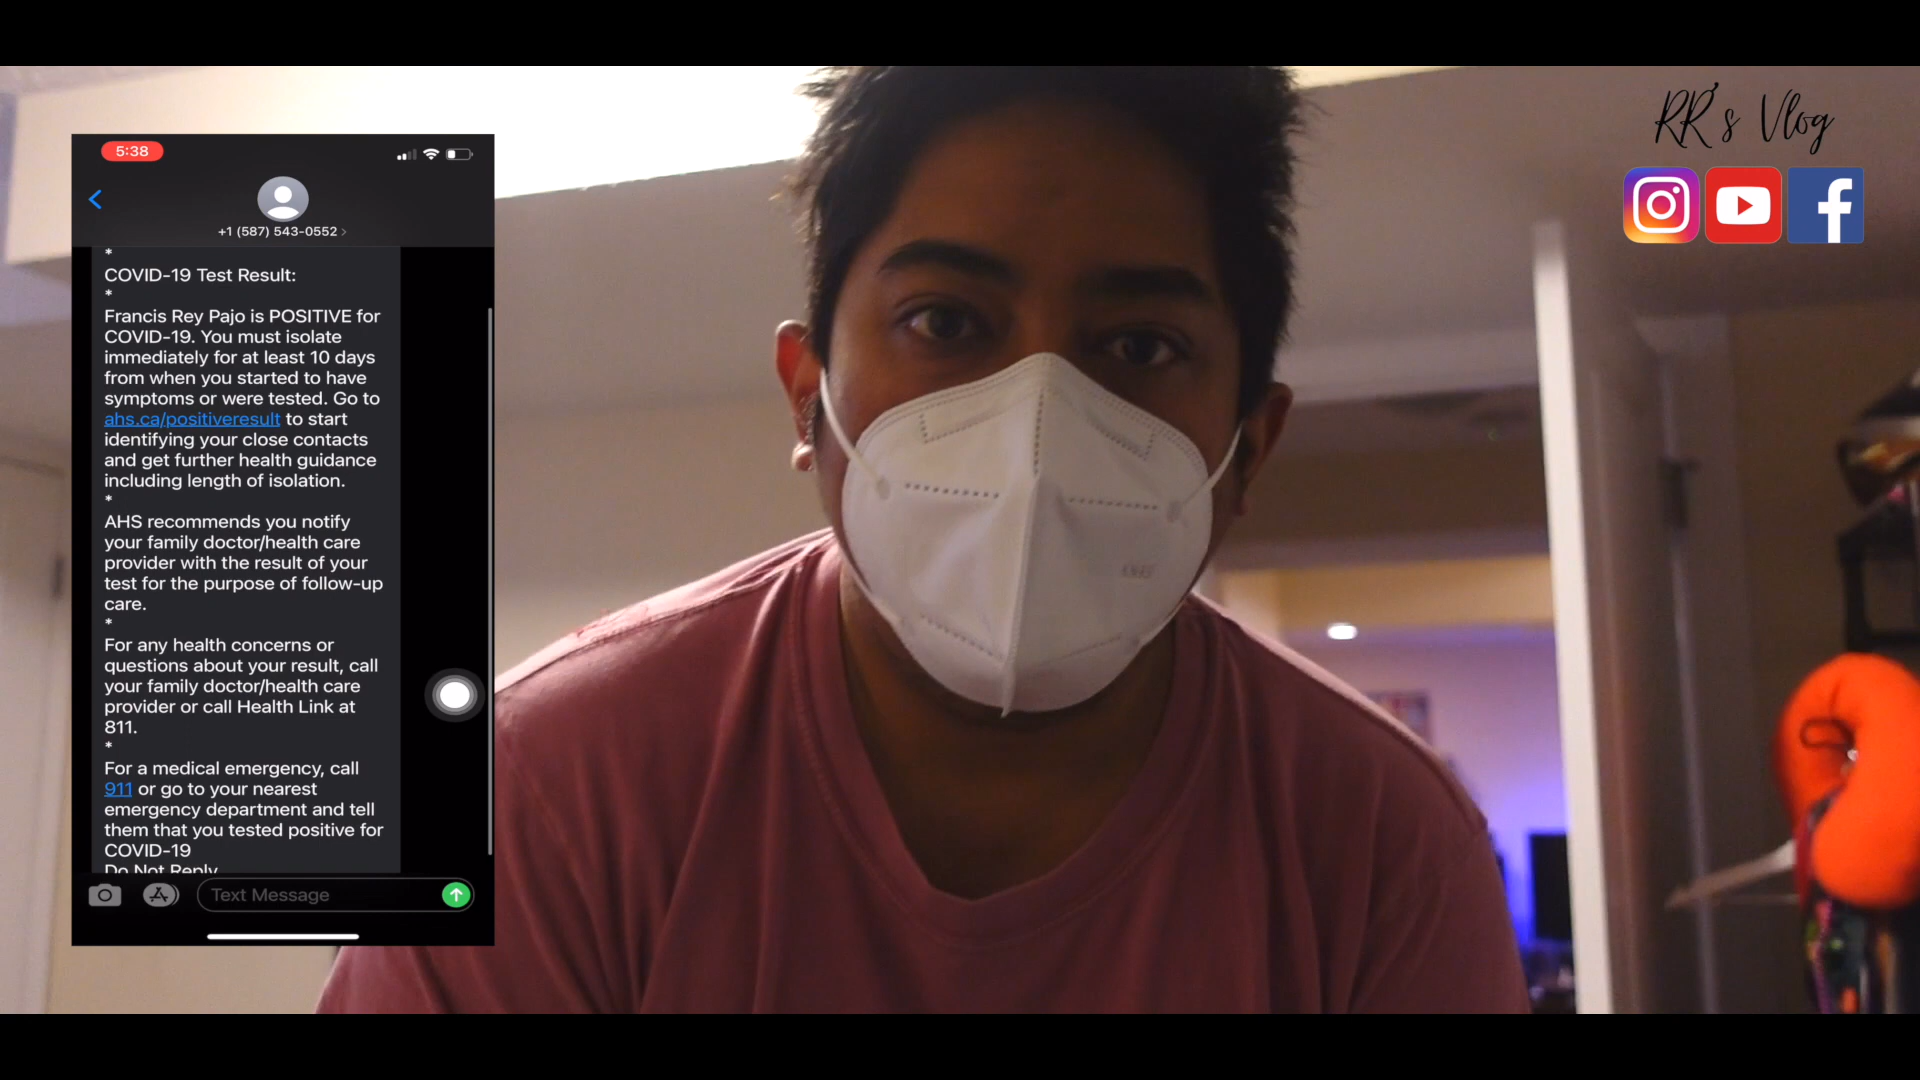 5:38
+1 (587) 543-0552 >
*
COVID-19 Test Result:
*
Francis Rey Pajo is POSITIVE for
COVID-19. You must isolate
immediately for at least 10 days
from when you started to have
symptoms or were tested. Go to
ahs.ca/positiveresult to start
identifying your close contacts
and get further health guidance
including length of isolation.
*
AHS recommends you notify
your family doctor/health care
provider with the result of your
test for the purpose of follow-up
care.
*
For any health concerns or
questions about your result, call
your family doctor/health care
provider or call Health Link at
811.
*
For a medical emergency, call
911 or go to your nearest
emergency department and tell
them that you tested positive for
COVID-19
Do Not Reply
Text Message
RR's Vlog